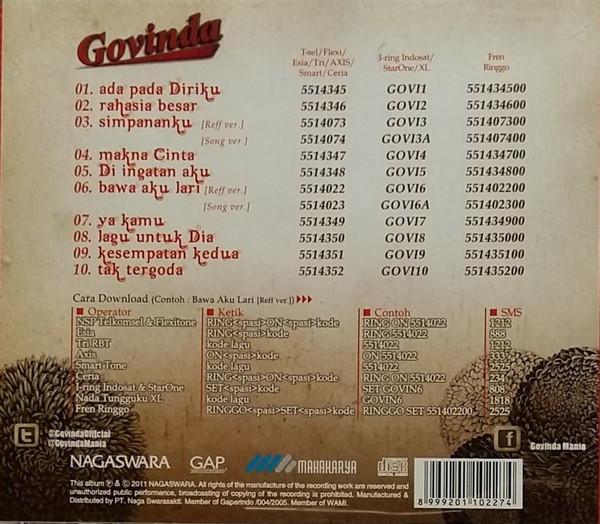 Govinda
T-sel/Flexi/
Esia/Tri/AXIS/
Smart/Ceria
I-ring Indosat/
StarOne/XL
Fren
Ringgo
01. ada pada Diriku 5514345 GOVI1 551434500
02. rahasia besar 5514346 GOVI2 551434600
03. simpananku [Reff ver.] 5514073 GOVI3 551407300
[Song ver.] 5514074 GOVI3A 551407400
04. makna Cinta 5514347 GOVI4 551434700
05. Di ingatan aku 5514348 GOVI5 551434800
06. bawa aku lari [Reff ver.] 5514022 GOVI6 551402200
[Song ver.] 5514023 GOVI6A 551402300
07. ya kamu 5514349 GOVI7 551434900
08. lagu untuk Dia 5514350 GOVI8 551435000
09. kesempatan kedua 5514351 GOVI9 551435100
10. tak tergoda 5514352 GOVI10 551435200
Cara Download (Contoh : Bawa Aku Lari [Reff ver.])
Operator Ketik Contoh SMS
NSP Telkomsel & Flexitone RING<spasi>ON<spasi>kode RING ON 5514022 1212
Esia RING<spasi>kode RING 5514022 888
Tri RBT kode lagu 5514022 1212
Axis ON<spasi>kode ON 5514022 333
Smart Tone kode lagu 5514022 2525
Ceria RING<spasi>ON<spasi>kode RING ON 5514022 234
I-ring Indosat & StarOne SET<spasi>kode SET GOVIN6 808
Nada Tungguku XL kode lagu GOVIN6 1818
Fren Ringgo RINGGO<spasi>SET<spasi>kode RINGGO SET 551402200 2525
@GovindaOfficial
@GovindaMania
Govinda Mania
NAGASWARA GAP MAHAKARYA disc
This album ℗ & © 2011 NAGASWARA. All rights of the manufacture of the recording work are reserved and
unauthorized public performance, broadcasting of copying of the recording is prohibited, Manufactured &
Distributed by PT. Naga Swarasakti. Member of Gaperindo /004/2005. Member of WAMI.
8 999201 102274